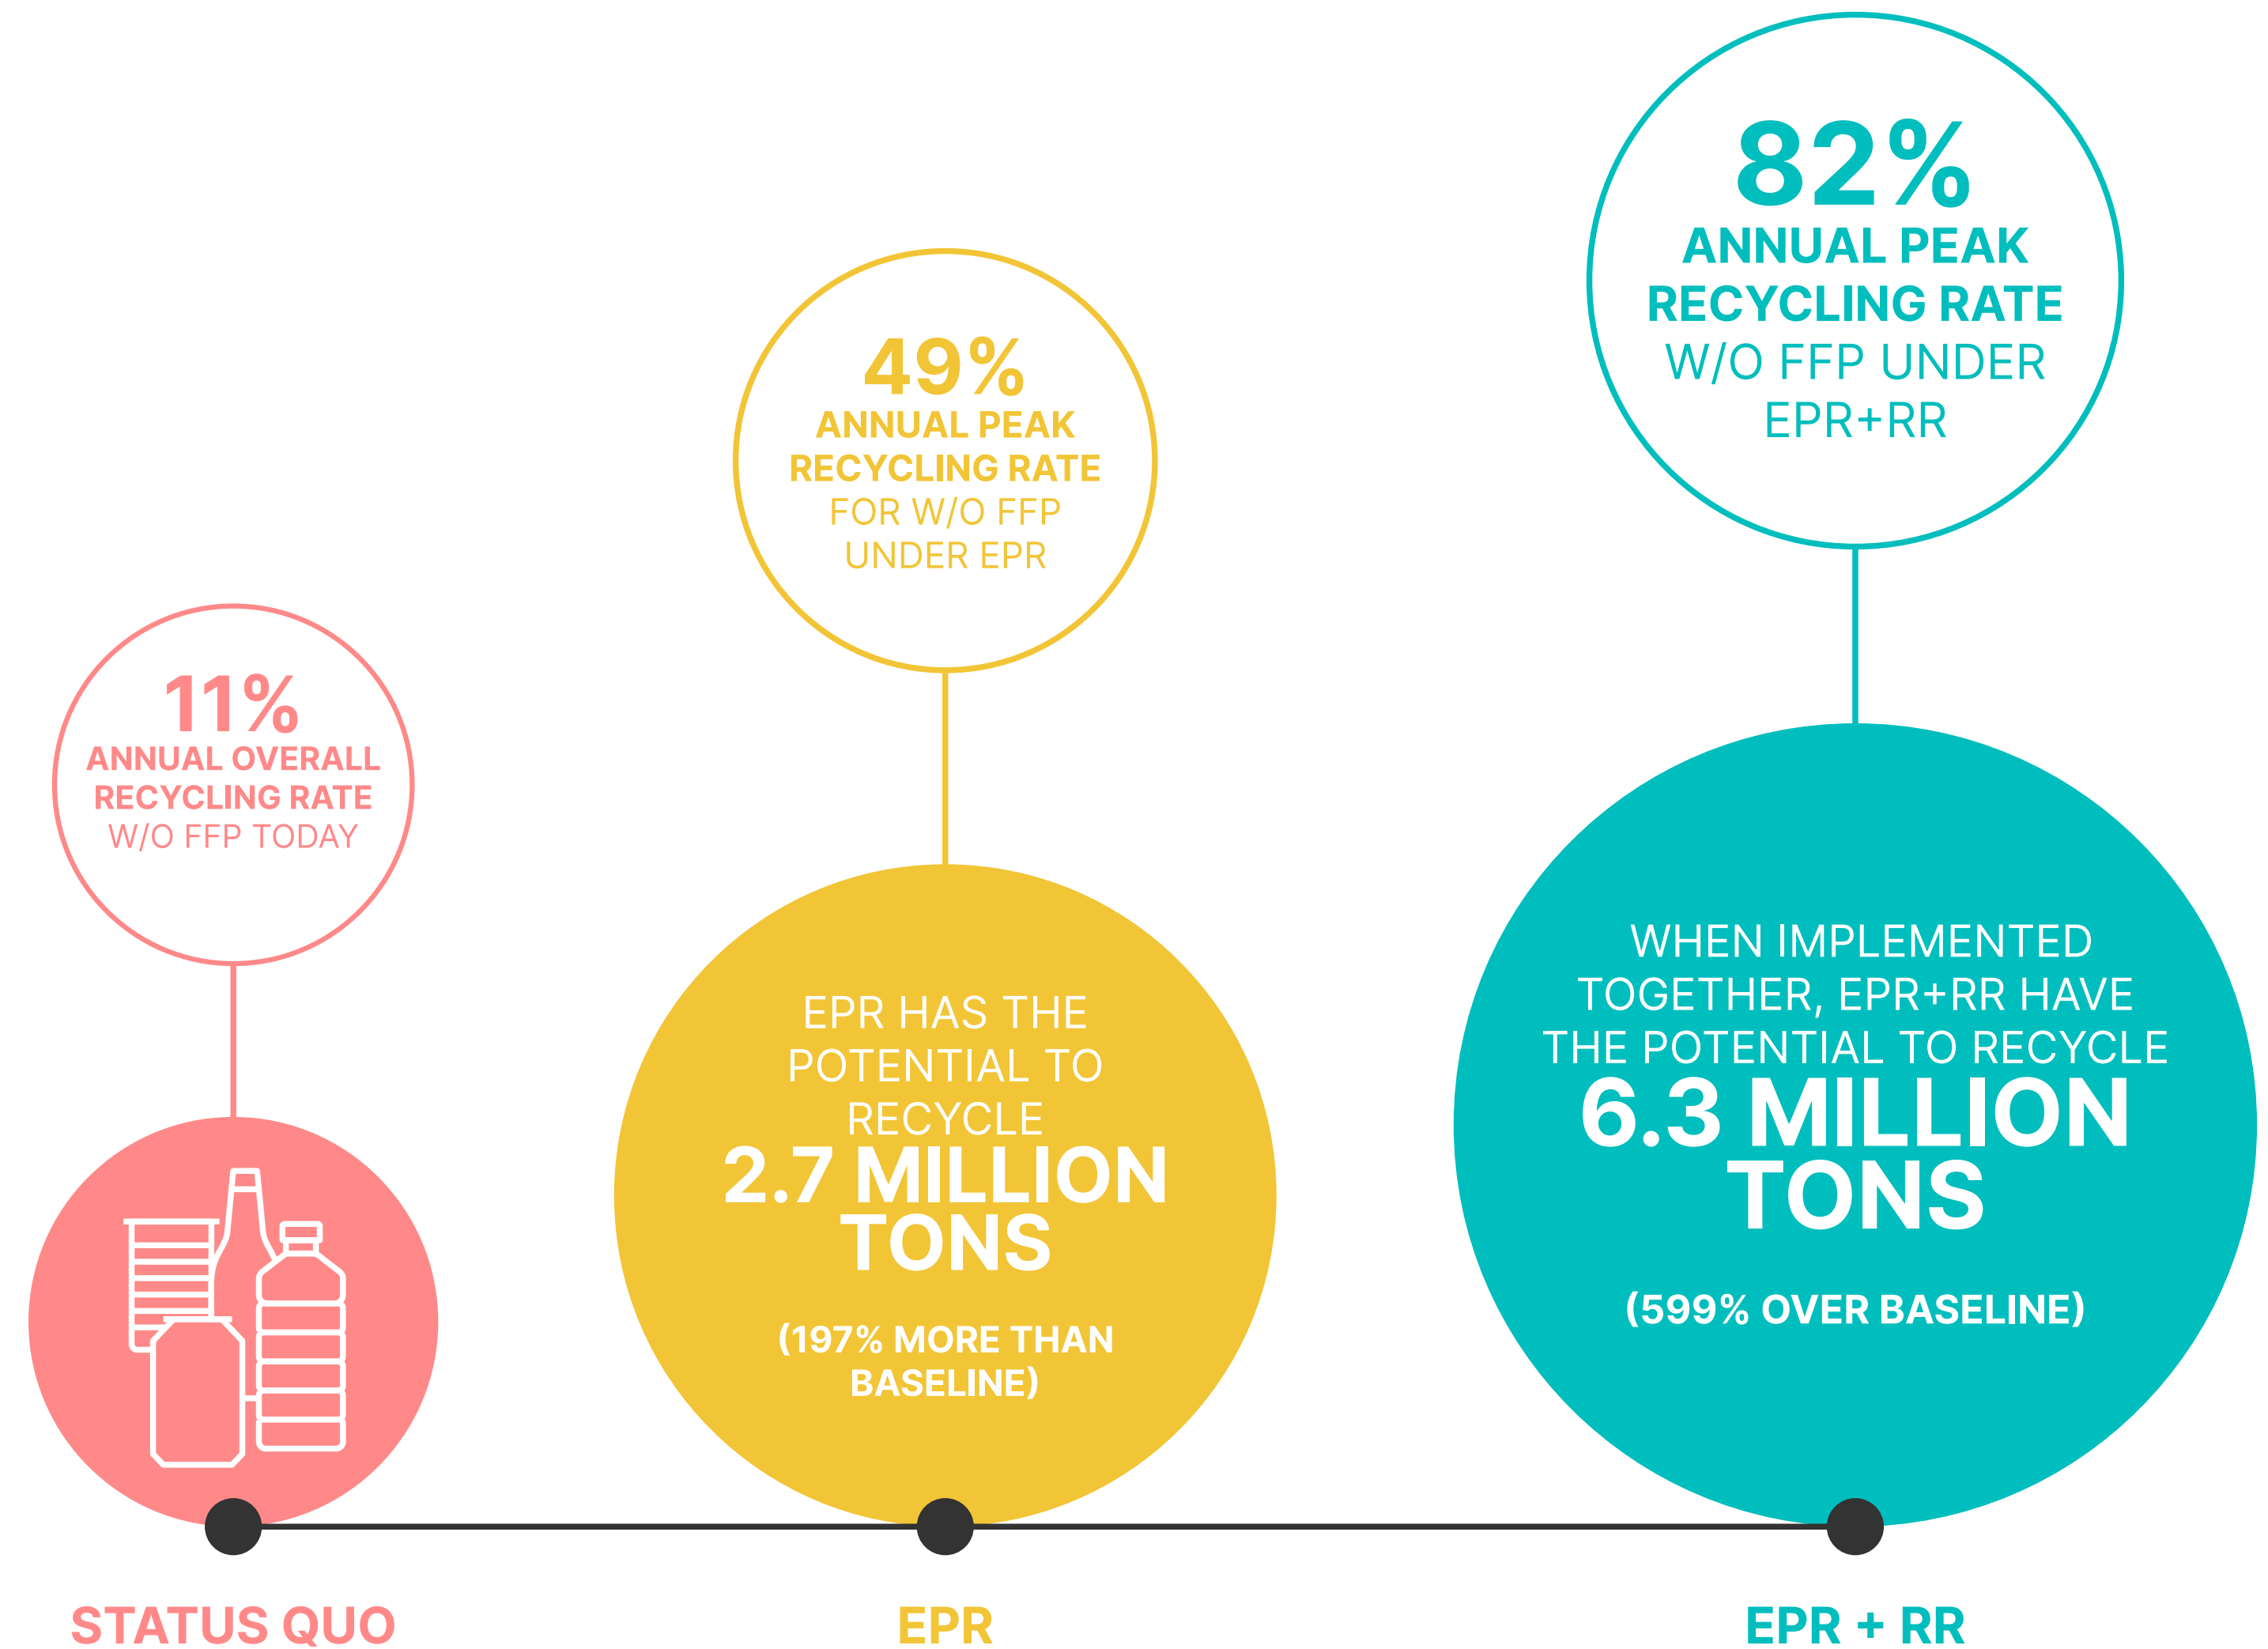 11%
ANNUAL OVERALL
RECYCLING RATE
W/O FFP TODAY
STATUS QUO
49%
ANNUAL PEAK
RECYCLING RATE
FOR W/O FFP
UNDER EPR
EPR HAS THE
POTENTIAL TO
RECYCLE
2.7 MILLION
TONS
(197% MORE THAN
BASELINE)
EPR
82%
ANNUAL PEAK
RECYCLING RATE
W/O FFP UNDER
EPR+RR
WHEN IMPLEMENTED
TOGETHER, EPR+RR HAVE
THE POTENTIAL TO RECYCLE
6.3 MILLION
TONS
(599% OVER BASELINE)
EPR + RR